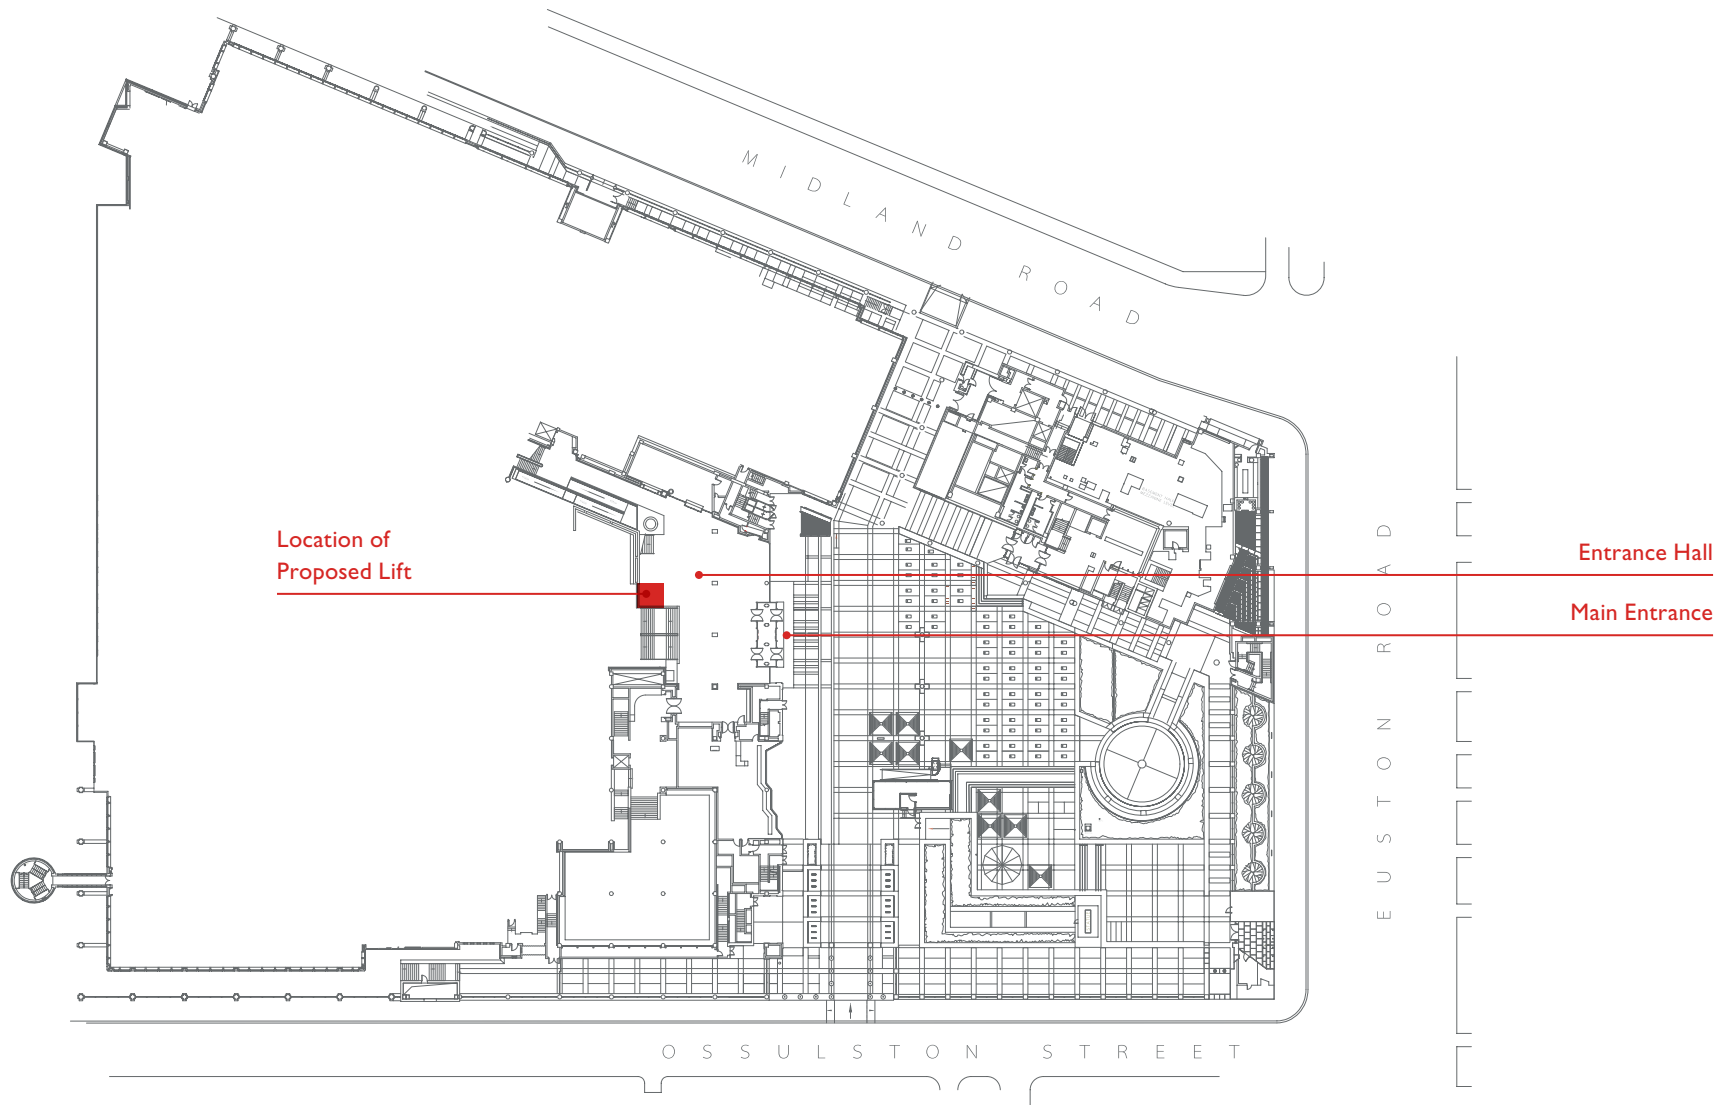 MIDLAND ROAD
Location of
Proposed Lift
Entrance Hall
Main Entrance
EUSTON ROAD
OSSULSTON STREET